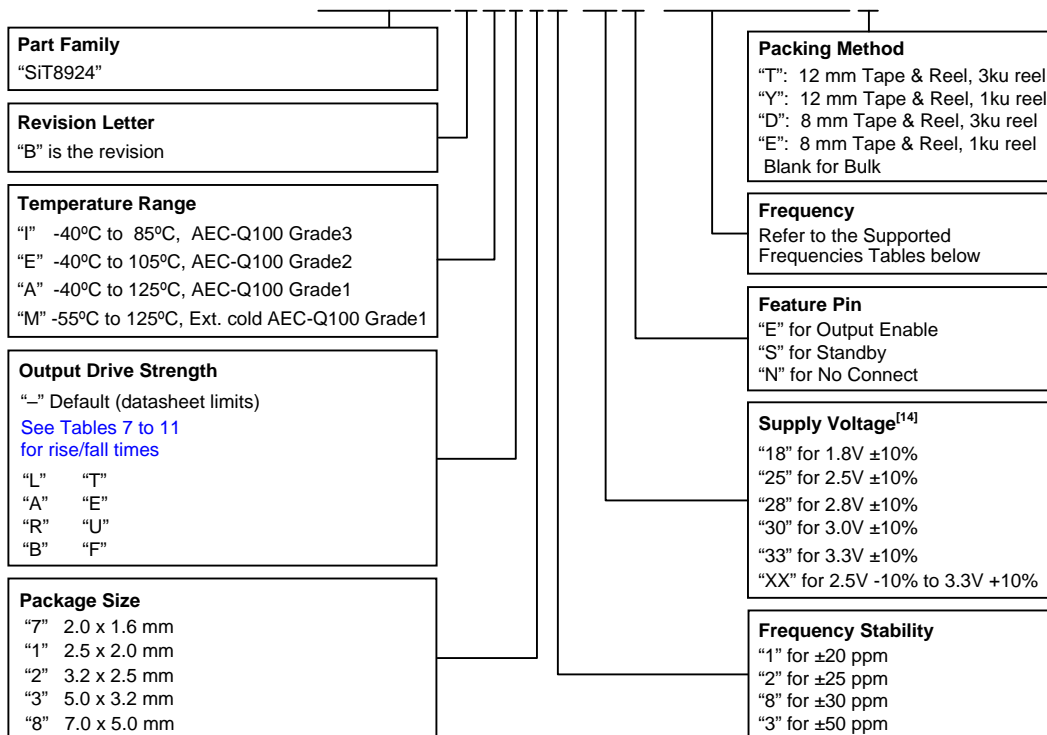 Part Family
“SiT8924”
Revision Letter
“B” is the revision
Temperature Range
“I” -40ºC to 85ºC, AEC-Q100 Grade3
“E” -40ºC to 105ºC, AEC-Q100 Grade2
“A” -40ºC to 125ºC, AEC-Q100 Grade1
“M” -55ºC to 125ºC, Ext. cold AEC-Q100 Grade1
Output Drive Strength
“–” Default (datasheet limits)
See Tables 7 to 11
for rise/fall times
“L” “T”
“A” “E”
“R” “U”
“B” “F”
Package Size
“7” 2.0 x 1.6 mm
“1” 2.5 x 2.0 mm
“2” 3.2 x 2.5 mm
“3” 5.0 x 3.2 mm
“8” 7.0 x 5.0 mm
Packing Method
“T”: 12 mm Tape & Reel, 3ku reel
“Y”: 12 mm Tape & Reel, 1ku reel
“D”: 8 mm Tape & Reel, 3ku reel
“E”: 8 mm Tape & Reel, 1ku reel
Blank for Bulk
Frequency
Refer to the Supported
Frequencies Tables below
Feature Pin
“E” for Output Enable
“S” for Standby
“N” for No Connect
Supply Voltage[14]
“18” for 1.8V ±10%
“25” for 2.5V ±10%
“28” for 2.8V ±10%
“30” for 3.0V ±10%
“33” for 3.3V ±10%
“XX” for 2.5V -10% to 3.3V +10%
Frequency Stability
“1” for ±20 ppm
“2” for ±25 ppm
“8” for ±30 ppm
“3” for ±50 ppm